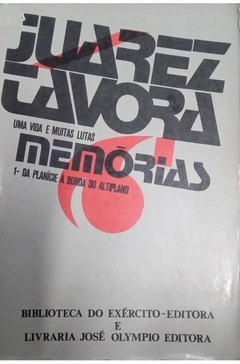 JUAREZ
TÁVORA
UMA VIDA E MUITAS LUTAS
MEMÓRIAS
1- DA PLANÍCIE À BORDA DO ALTIPLANO
BIBLIOTECA DO EXÉRCITO-EDITORA
E
LIVRARIA JOSÉ OLYMPIO EDITORA